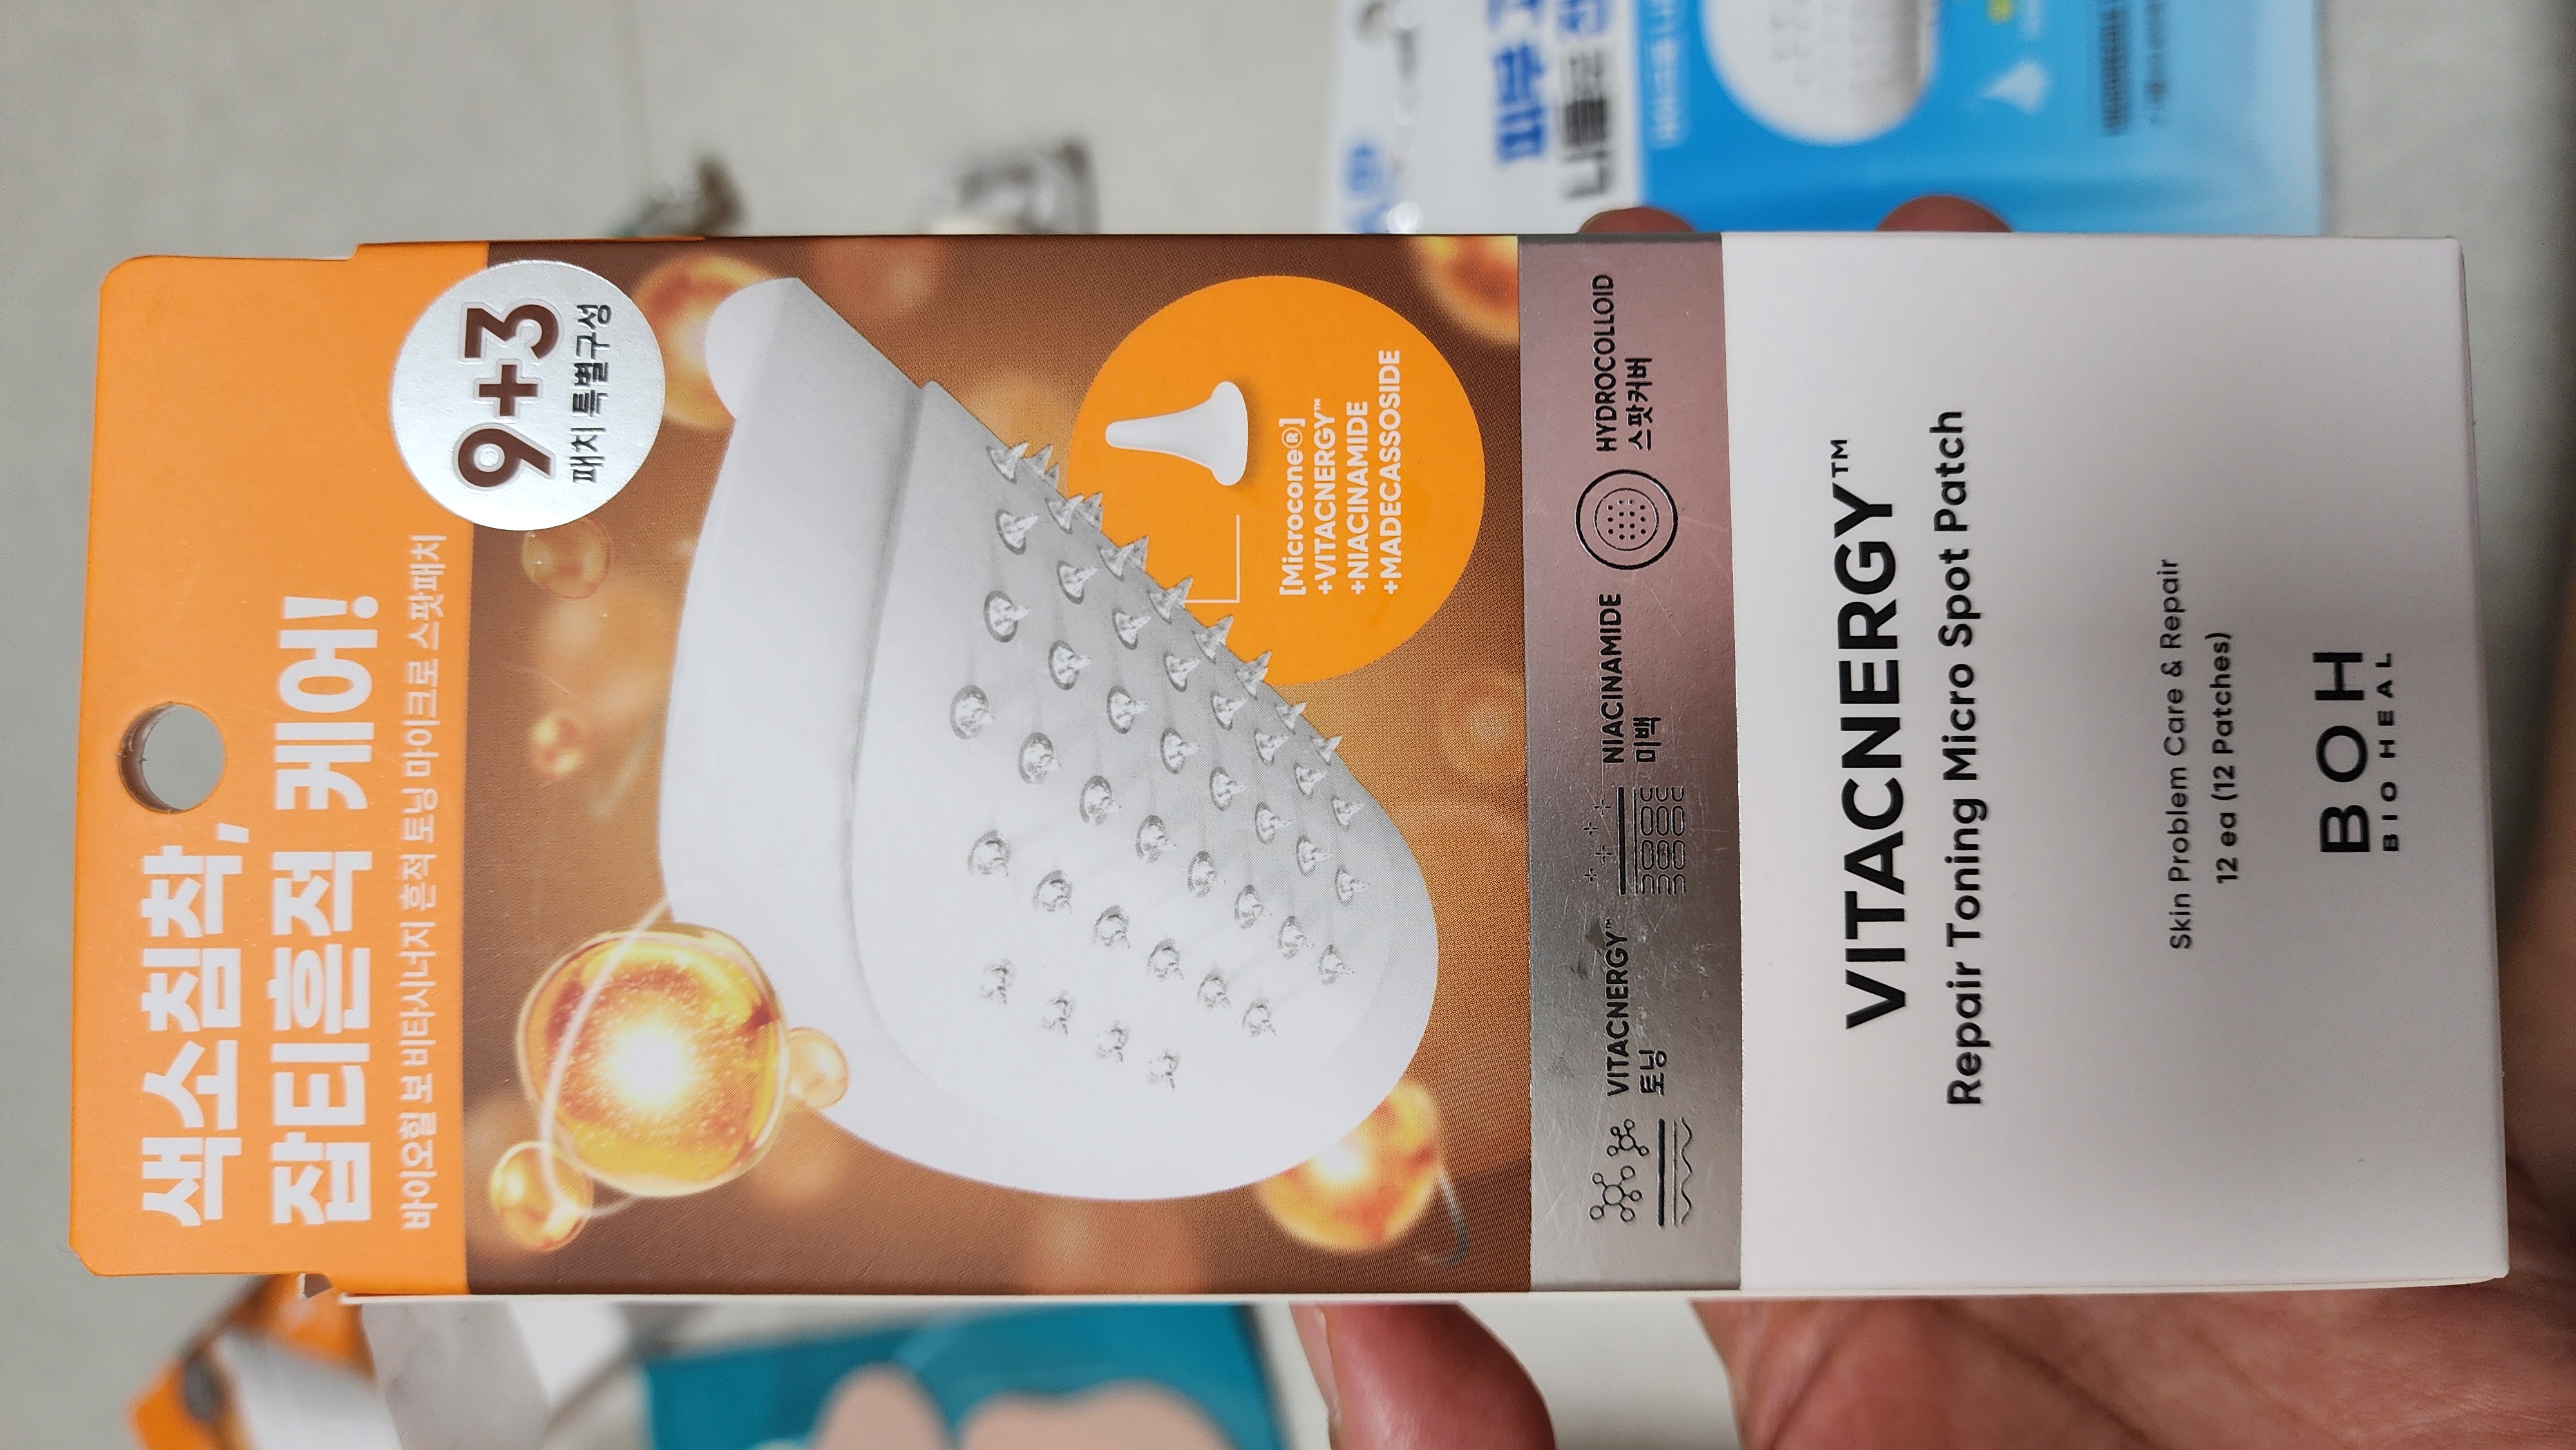 색소침착,
잡티흔적 케어!
바이오힐 보 비타시너지 흔적 토닝 마이크로 스팟패치
9+3
패치 특별구성
[Microcone®]
+VITACNERGY™
+NIACINAMIDE
+MADECASSOSIDE
VITACNERGY™
토닝
NIACINAMIDE
미백
HYDROCOLLOID
스팟커버
VITACNERGY™
Repair Toning Micro Spot Patch
Skin Problem Care & Repair
12 ea (12 Patches)
BOH
BIOHEAL
피부